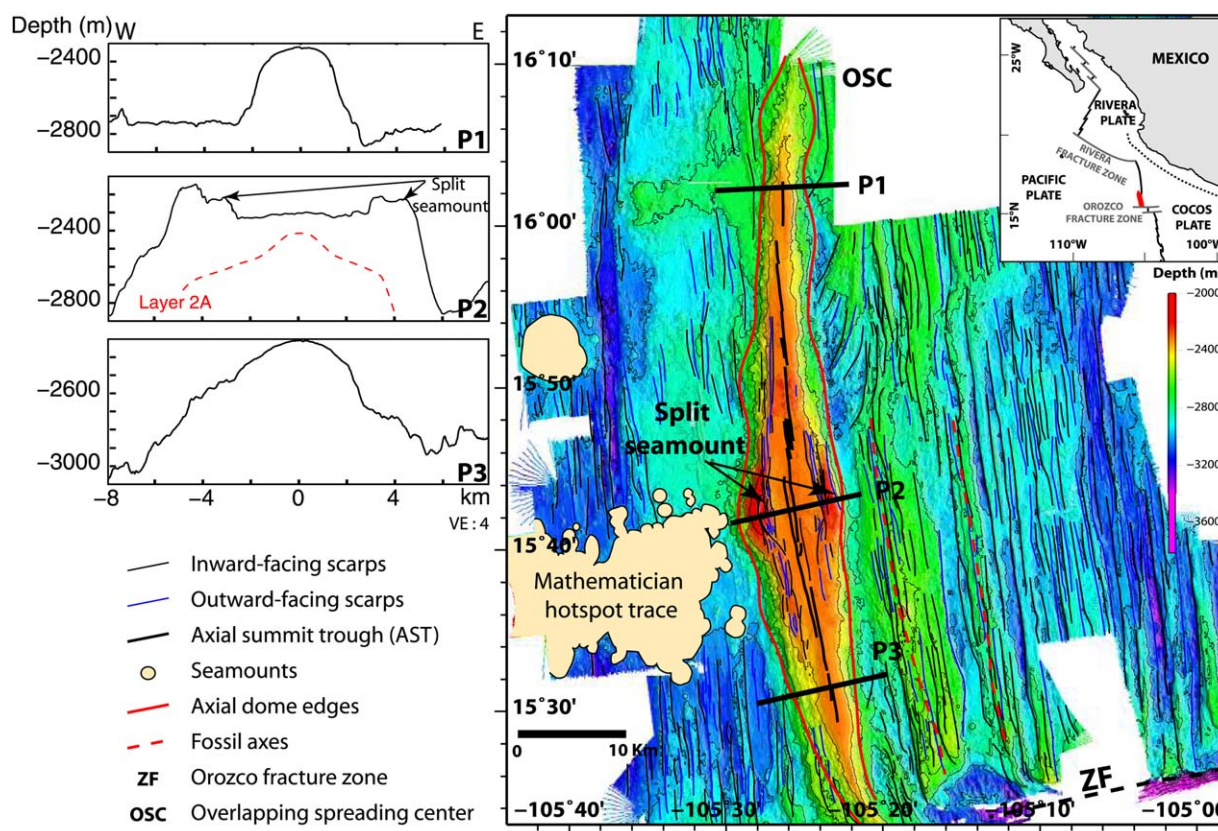 Depth (m) W E
−2400
−2800
P1
Split
seamount
−2400
−2800
Layer 2A
P2
−2600
−3000
P3
−8 −4 0 4 km
VE : 4
Inward-facing scarps
Outward-facing scarps
Axial summit trough (AST)
Seamounts
Axial dome edges
Fossil axes
ZF Orozco fracture zone
OSC Overlapping spreading center
16˚10'
OSC
P1
16˚00'
15˚50'
Split
seamount
P2
15˚40'
Mathematician
hotspot trace
P3
15˚30'
0 10 Km
ZF
−105˚40' −105˚30' −105˚20' −105˚10' −105˚00'
25°W
MEXICO
RIVERA
PLATE
RIVERA
FRACTURE ZONE
PACIFIC
PLATE
OROZCO
FRACTURE ZONE
COCOS
PLATE
15°N
110°W 100°W
Depth (m)
−2000
−2400
−2800
−3200
−3600